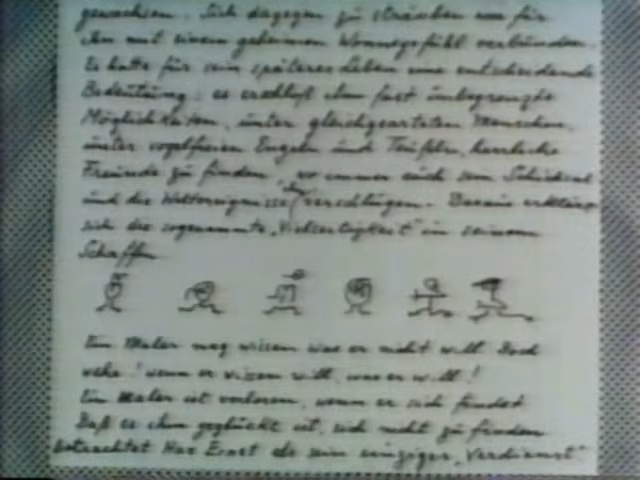 gewachsen. Sich dagegen zu sträuben war für
ihn mit einem geheimen Wonnegefühl verbunden.
Es hatte für sein späteres Leben eine entscheidende
Bedeutung: es erschloß ihm fast unbegrenzte
Möglichkeiten, unter gleichgearteten Menschen,
unter vogelfreien Engeln und Teufeln, herrliche
Freunde zu finden, wo immer auch sein Schicksal
und die Weltereignisse ihn verschlugen. Daraus erklärt
sich die sogenannte „Vielseitigkeit" in seinem
Schaffen
Ein Maler mag wissen was er nicht will. Doch
wehe! wenn er wissen will, was er will!
Ein Maler ist verloren, wenn er sich findet.
Daß es ihm geglückt ist, sich nicht zu finden
betrachtet Max Ernst als sein einziges „Verdienst"